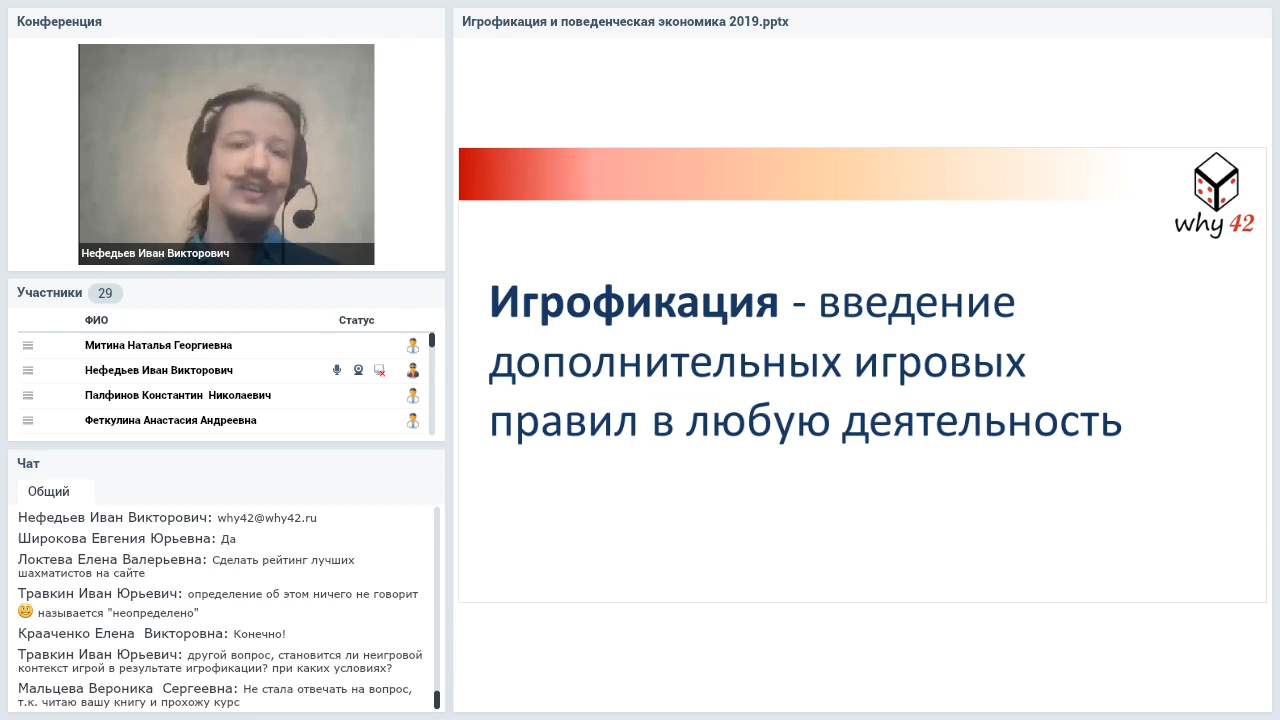 Конференция
Нефедьев Иван Викторович
Участники 29
ФИО Статус
Митина Наталья Георгиевна
Нефедьев Иван Викторович
Палфинов Константин Николаевич
Феткулина Анастасия Андреевна
Чат
Общий
Нефедьев Иван Викторович: why42@why42.ru
Широкова Евгения Юрьевна: Да
Локтева Елена Валерьевна: Сделать рейтинг лучших
шахматистов на сайте
Травкин Иван Юрьевич: определение об этом ничего не говорит
называется "неопределено"
Крааченко Елена Викторовна: Конечно!
Травкин Иван Юрьевич: другой вопрос, становится ли неигровой
контекст игрой в результате игрофикации? при каких условиях?
Мальцева Вероника Сергеевна: Не стала отвечать на вопрос,
т.к. читаю вашу книгу и прохожу курс
Игрофикация и поведенческая экономика 2019.pptx
why 42
Игрофикация - введение
дополнительных игровых
правил в любую деятельность